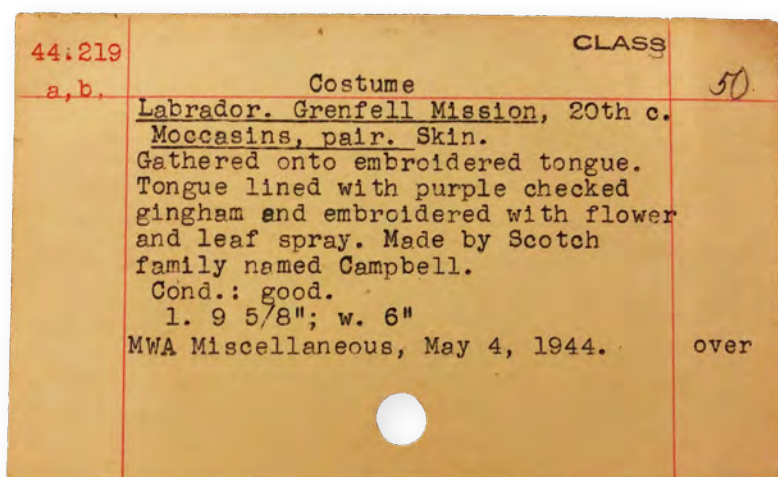 CLASS
44.219
a,b.
Costume
50
Labrador. Grenfell Mission, 20th c.
Moccasins, pair. Skin.
Gathered onto embroidered tongue.
Tongue lined with purple checked
gingham and embroidered with flower
and leaf spray. Made by Scotch
family named Campbell.
Cond.: good.
l. 9 5/8"; w. 6"
MWA Miscellaneous, May 4, 1944. over